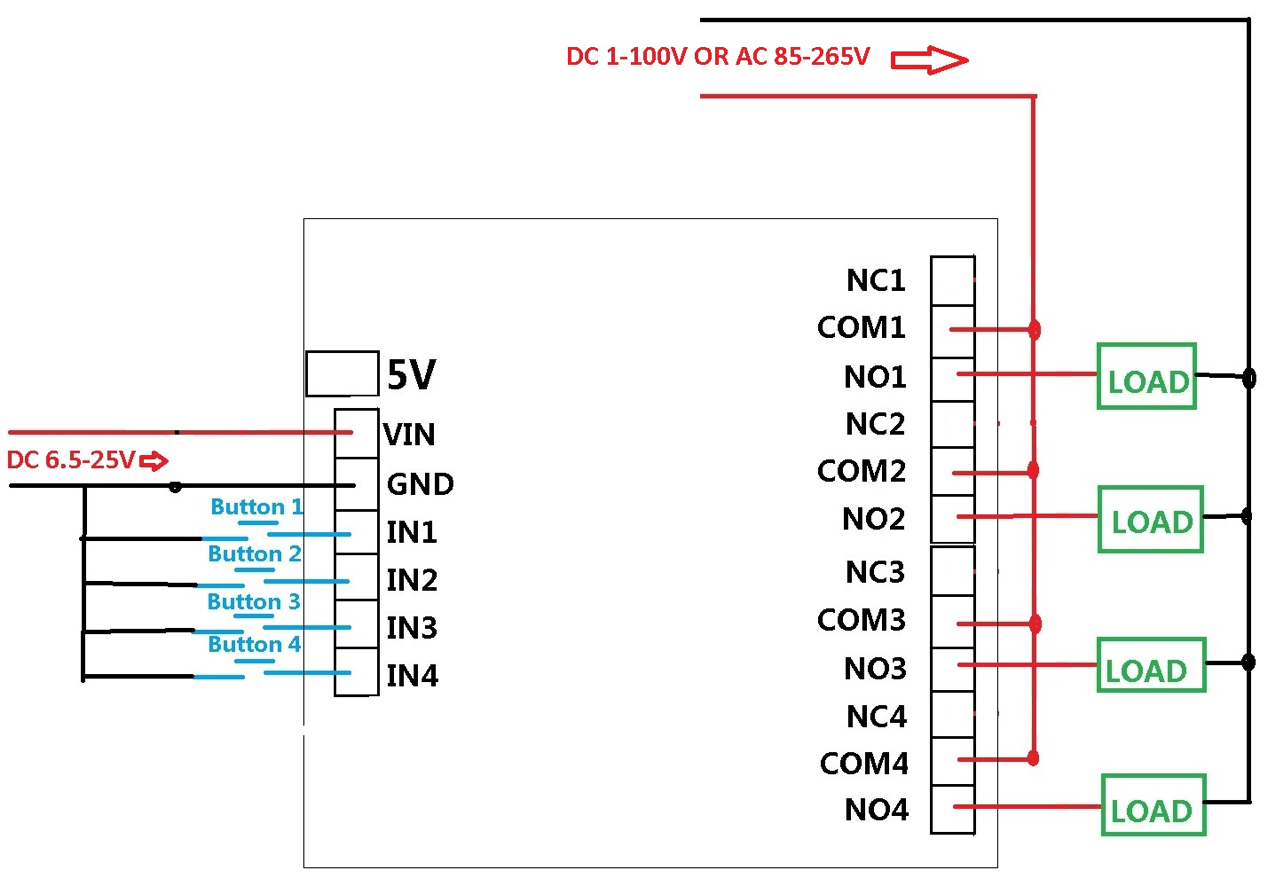 DC 1-100V OR AC 85-265V
NC1
COM1
NO1
LOAD
5V
NC2
VIN
DC 6.5-25V
COM2
GND
Button 1
NO2
LOAD
IN1
Button 2
NC3
IN2
Button 3
COM3
IN3
Button 4
NO3
LOAD
IN4
NC4
COM4
NO4
LOAD